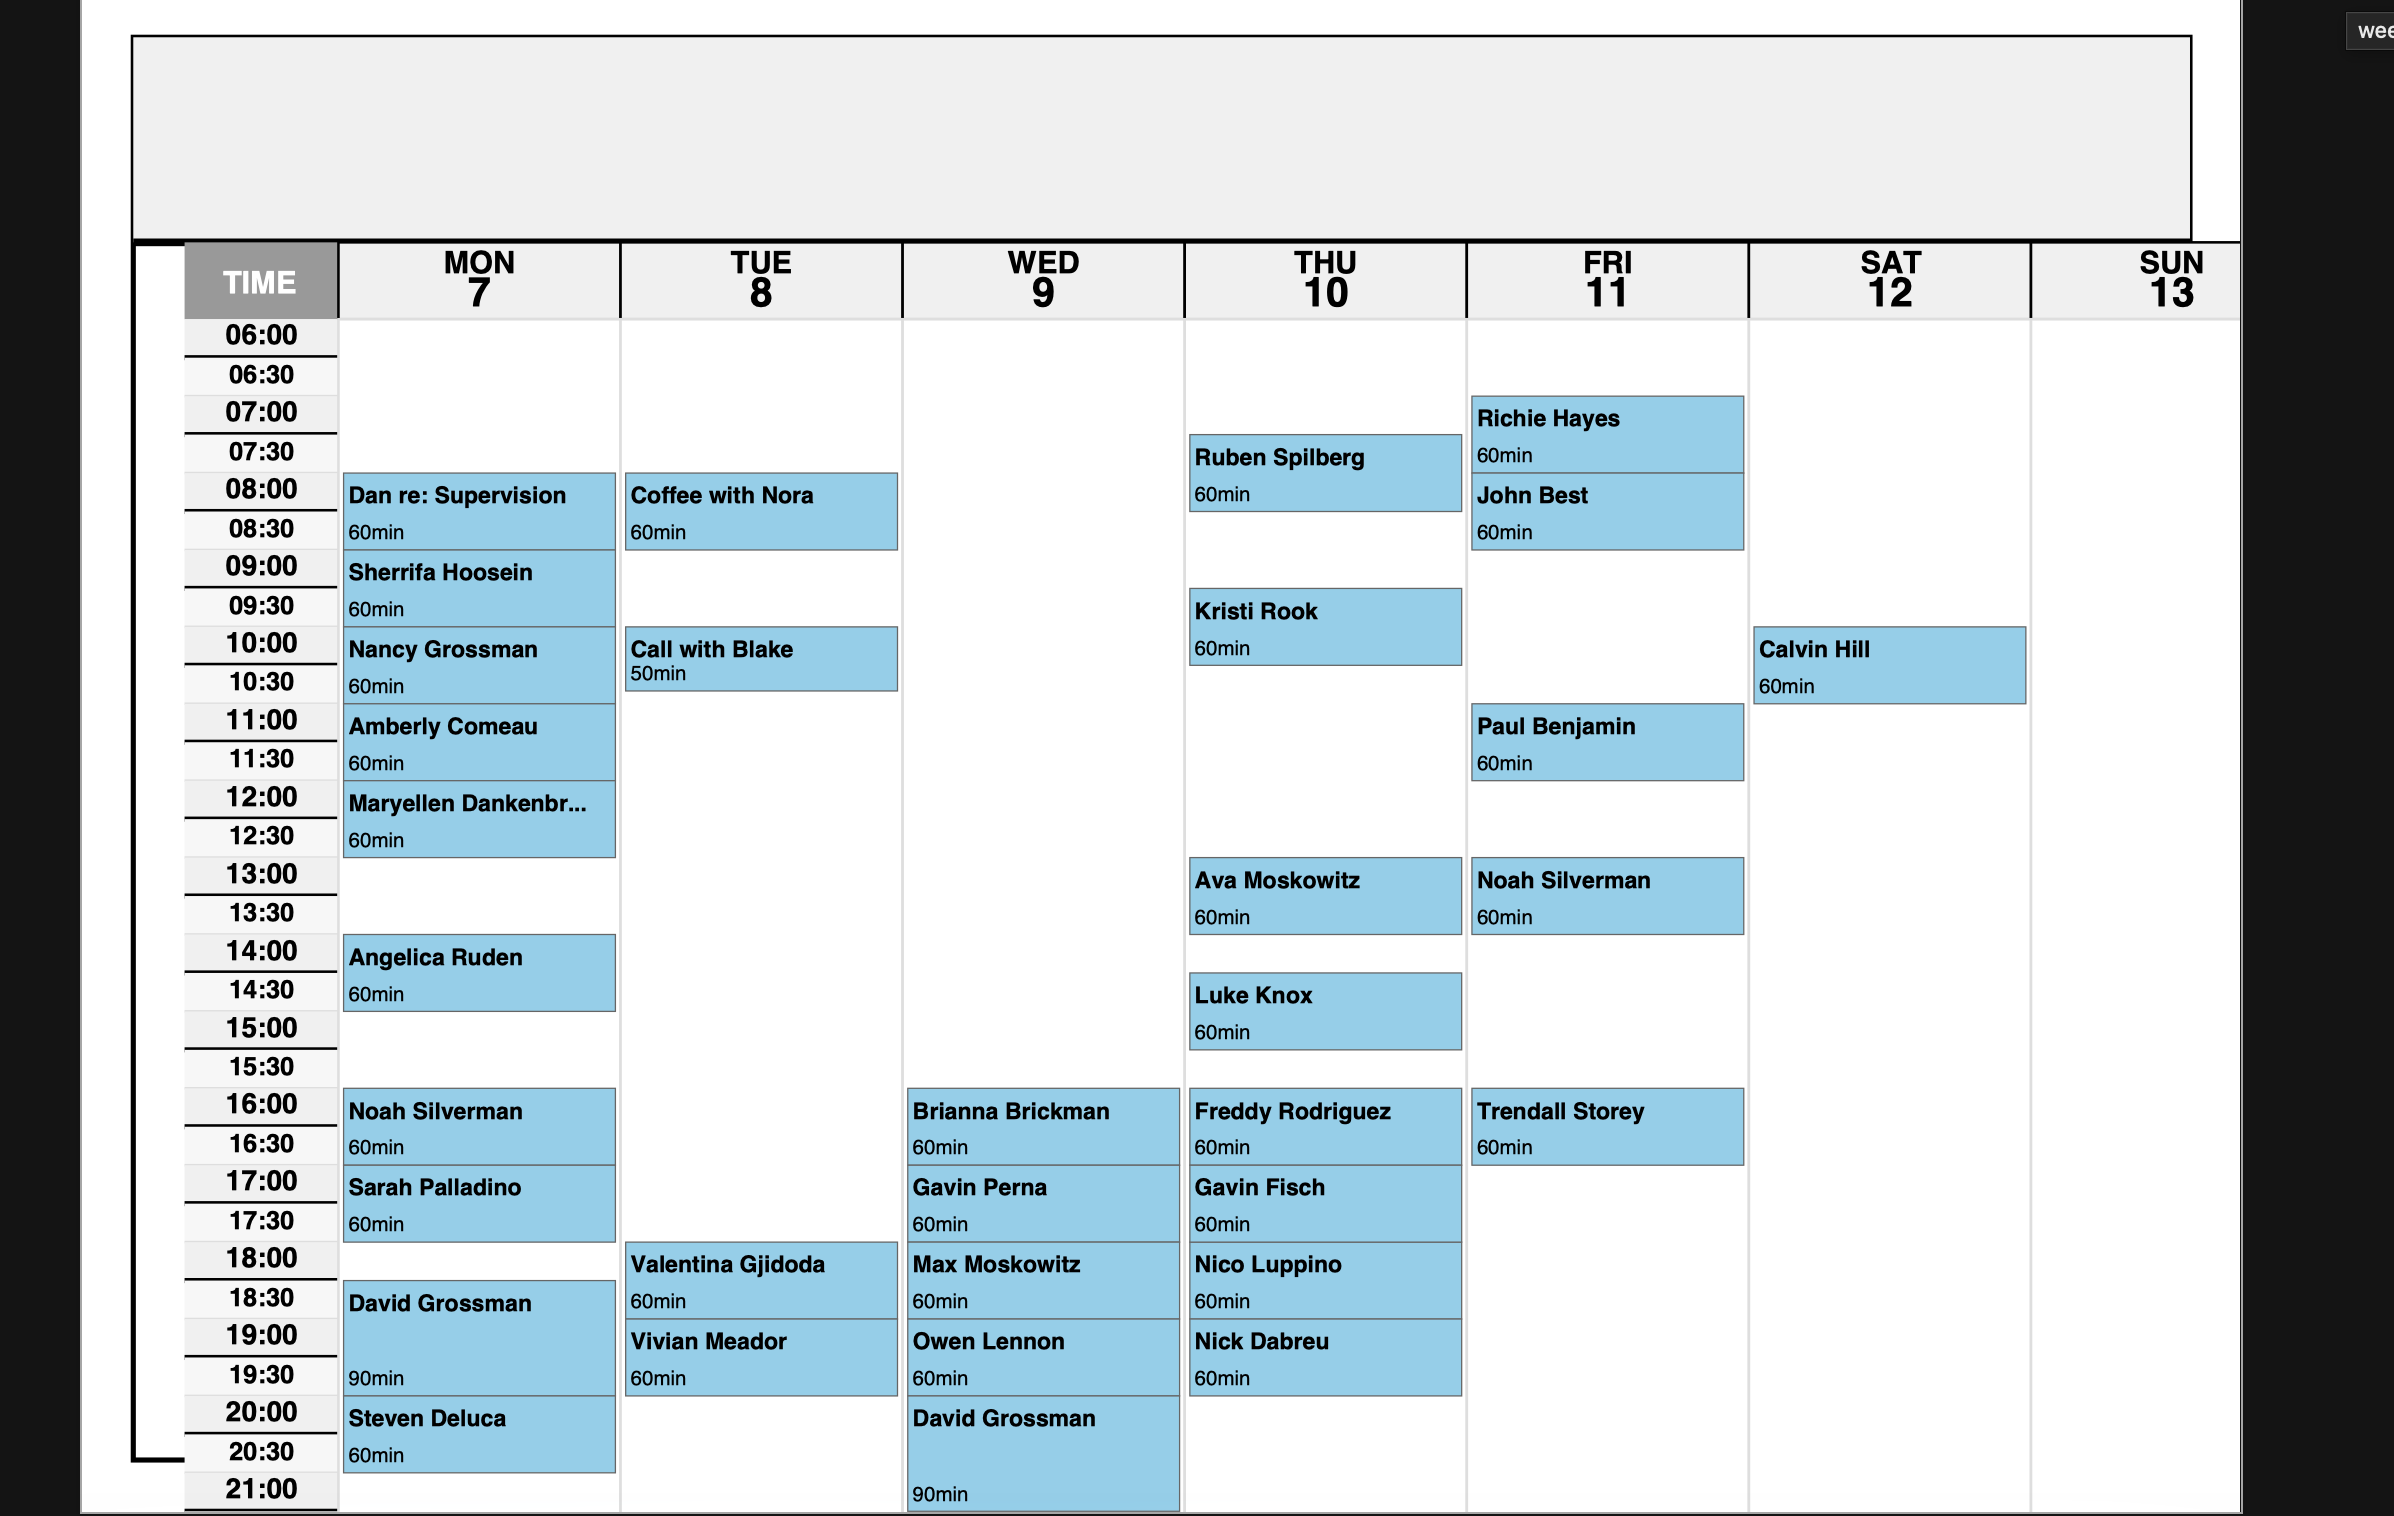 wee
MON
7
TUE
8
WED
9
THU
10
FRI
11
SAT
12
SUN
13
TIME
06:00
06:30
07:00
07:30
08:00
08:30
09:00
09:30
10:00
10:30
11:00
11:30
12:00
12:30
13:00
13:30
14:00
14:30
15:00
15:30
16:00
16:30
17:00
17:30
18:00
18:30
19:00
19:30
20:00
20:30
21:00
Dan re: Supervision
60min
Sherrifa Hoosein
60min
Nancy Grossman
60min
Amberly Comeau
60min
Maryellen Dankenbr...
60min
Angelica Ruden
60min
Noah Silverman
60min
Sarah Palladino
60min
David Grossman
90min
Steven Deluca
60min
Coffee with Nora
60min
Call with Blake
50min
Valentina Gjidoda
60min
Vivian Meador
60min
Brianna Brickman
60min
Gavin Perna
60min
Max Moskowitz
60min
Owen Lennon
60min
David Grossman
90min
Ruben Spilberg
60min
Kristi Rook
60min
Ava Moskowitz
60min
Luke Knox
60min
Freddy Rodriguez
60min
Gavin Fisch
60min
Nico Luppino
60min
Nick Dabreu
60min
Richie Hayes
60min
John Best
60min
Paul Benjamin
60min
Noah Silverman
60min
Trendall Storey
60min
Calvin Hill
60min